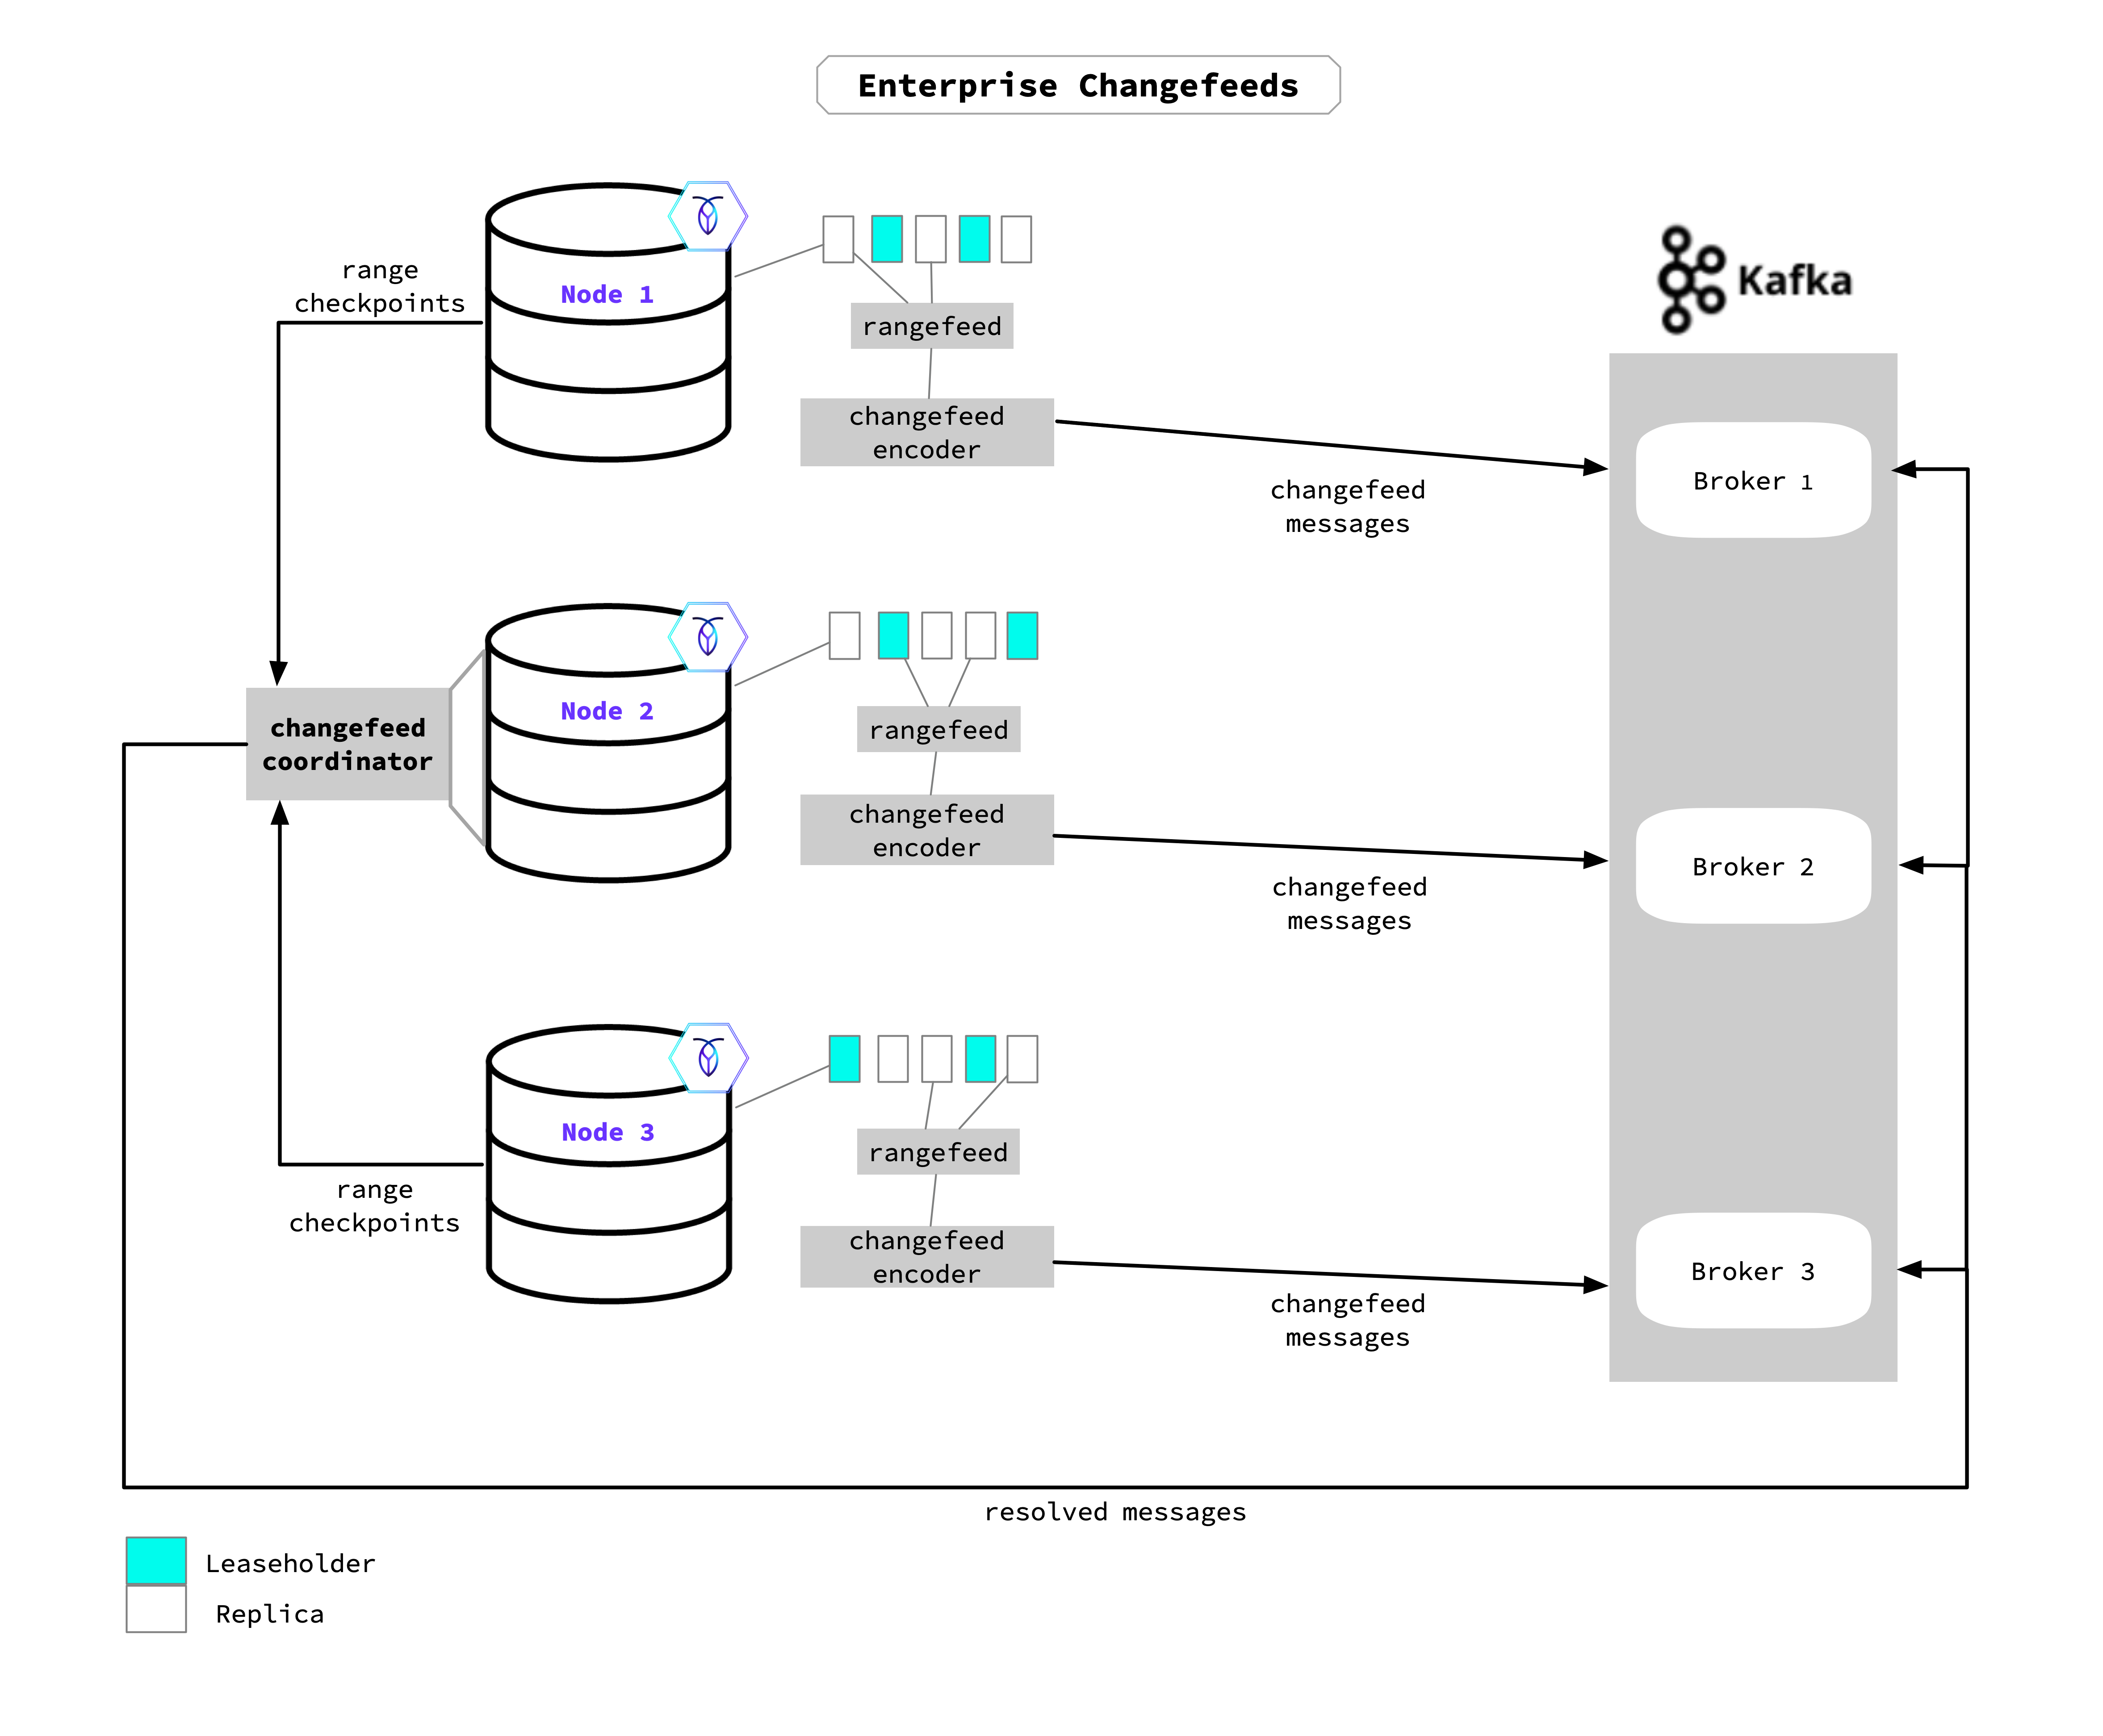 Enterprise Changefeeds
range
checkpoints
Node 1
rangefeed
changefeed
encoder
changefeed
messages
Kafka
Broker 1
changefeed
coordinator
Node 2
rangefeed
changefeed
encoder
changefeed
messages
Broker 2
range
checkpoints
Node 3
rangefeed
changefeed
encoder
changefeed
messages
Broker 3
resolved messages
Leaseholder
Replica